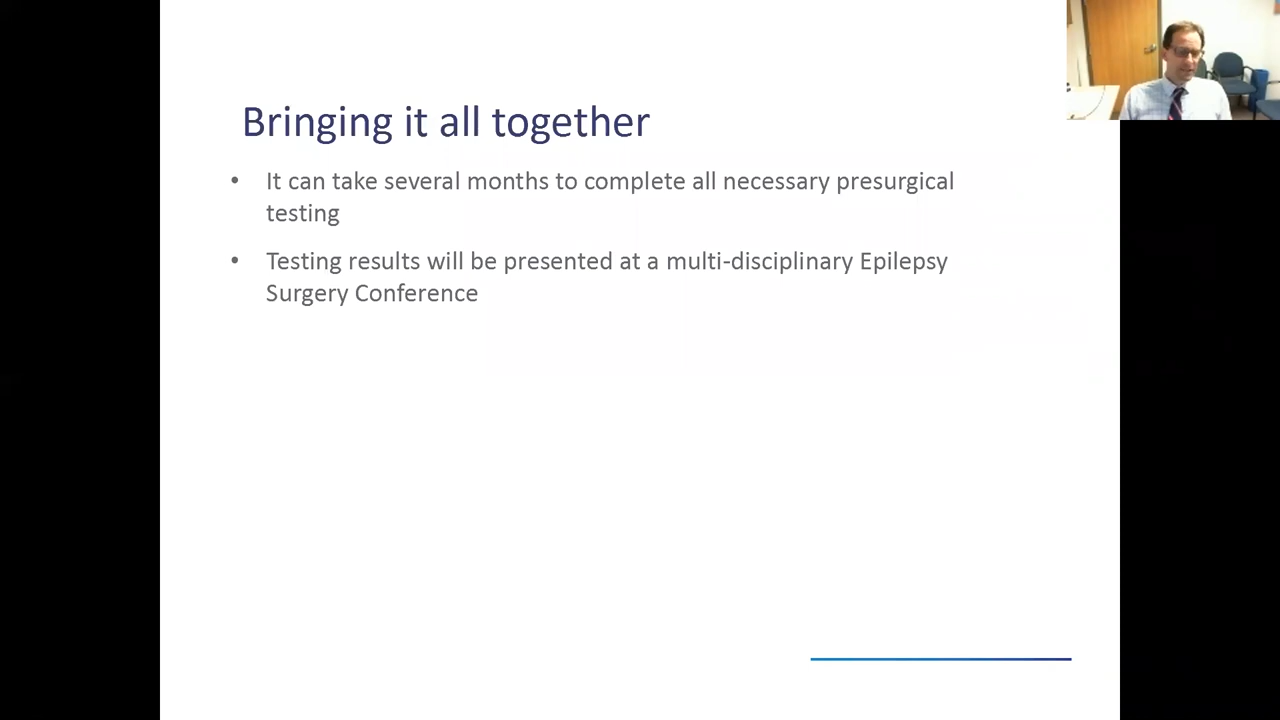 Bringing it all together
• It can take several months to complete all necessary presurgical
testing
• Testing results will be presented at a multi-disciplinary Epilepsy
Surgery Conference